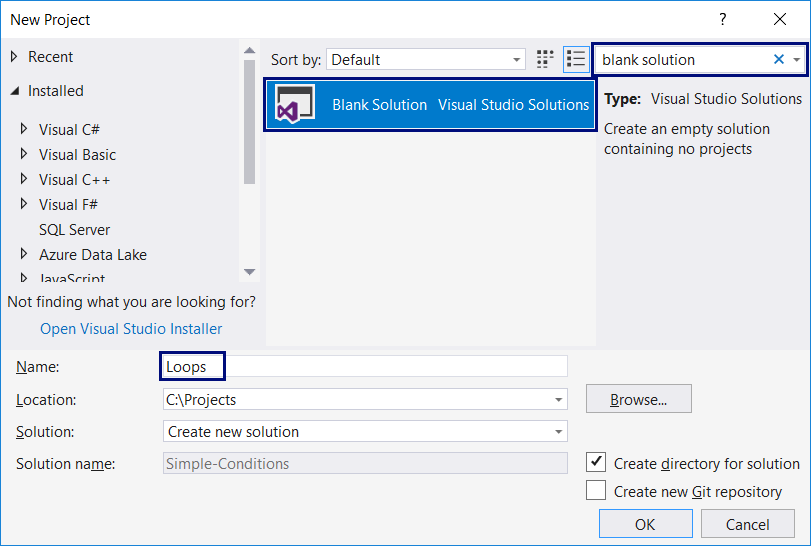 New Project
?
Recent
Installed
Visual C#
Visual Basic
Visual C++
Visual F#
SQL Server
Azure Data Lake
JavaScript
Not finding what you are looking for?
Open Visual Studio Installer
Sort by: Default
blank solution
Blank Solution Visual Studio Solutions
Type: Visual Studio Solutions
Create an empty solution
containing no projects
Name: Loops
Location: C:\Projects
Browse...
Solution: Create new solution
Solution name: Simple-Conditions
Create directory for solution
Create new Git repository
OK Cancel